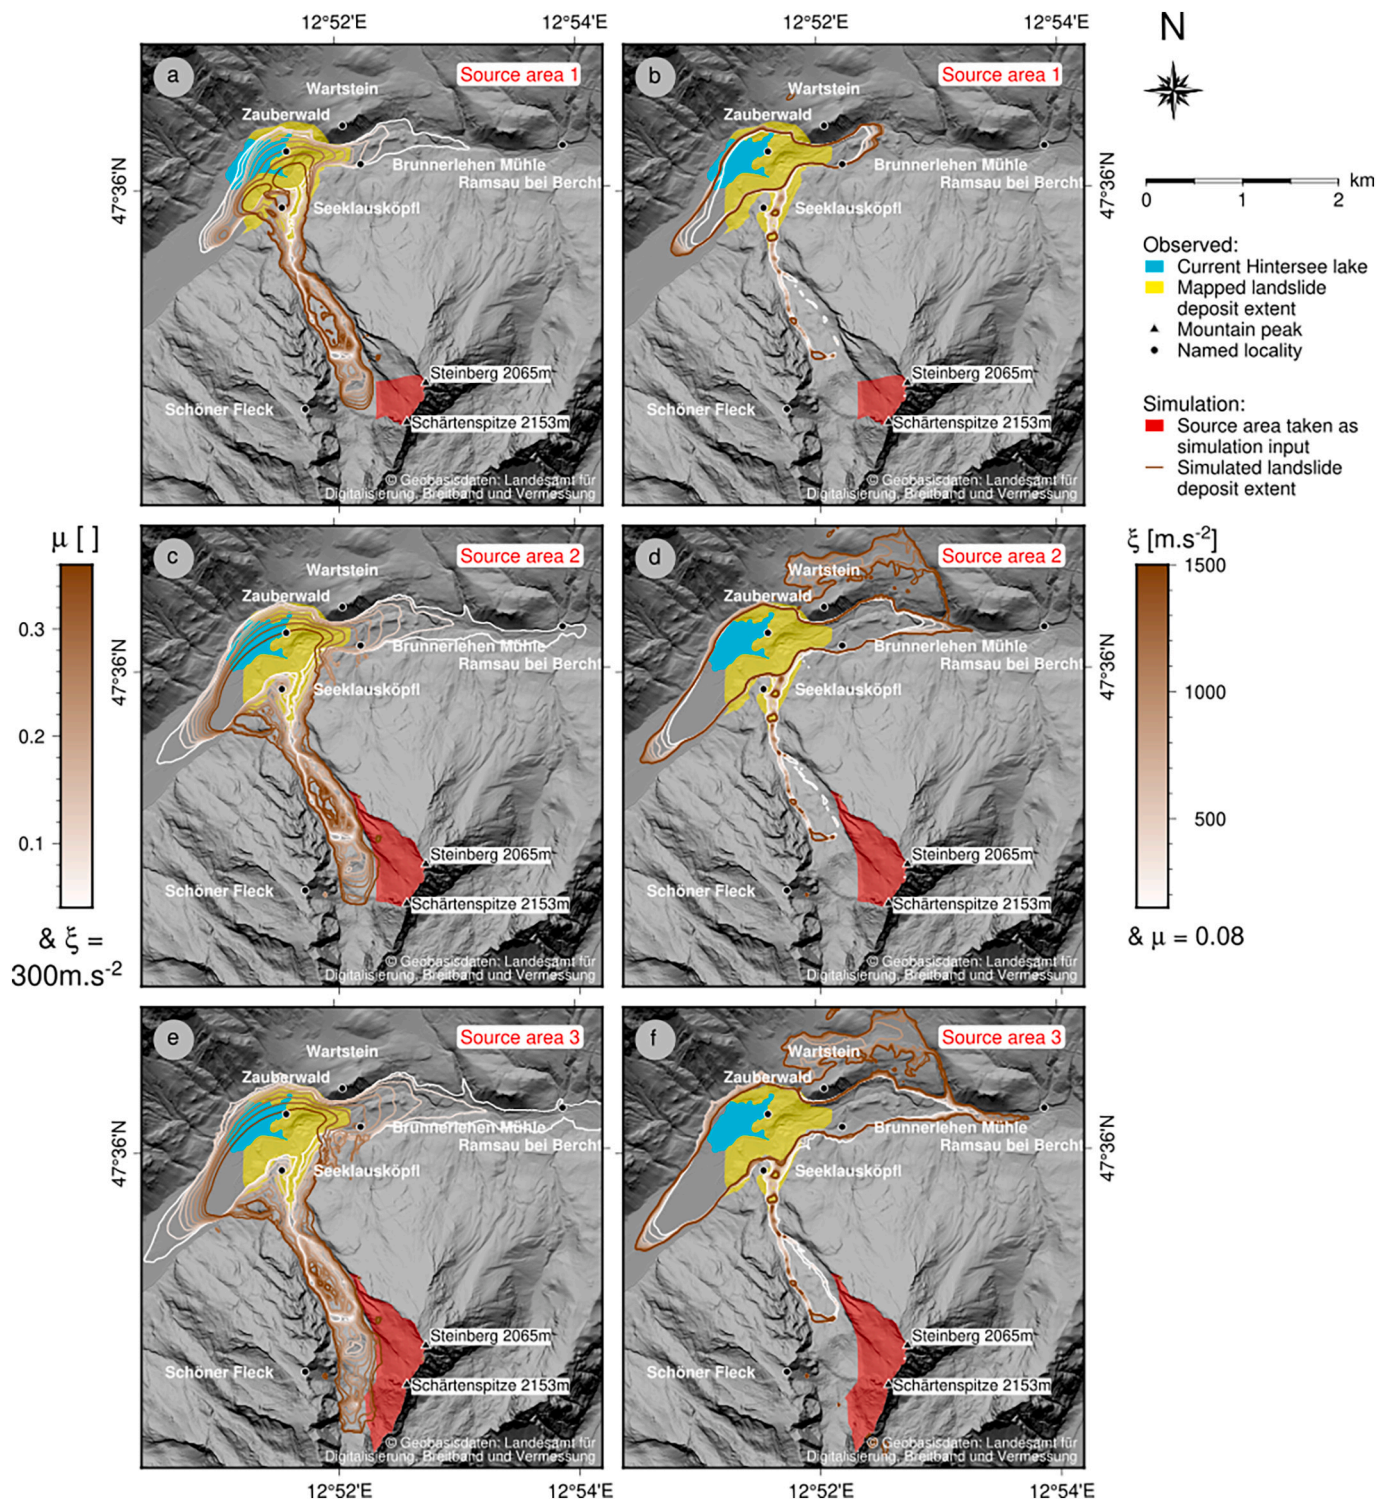 12°52'E
12°54'E
12°52'E
12°54'E
N
a
Source area 1
Wartstein
Zauberwald
Brunnerlehen Mühle
Ramsau bei Bercht
47°36'N
Seeklausköpfl
Steinberg 2065m
Schöner Fleck
Schärtenspitze 2153m
© Geobasisdaten: Landesamt für
Digitalisierung, Breitband und Vermessung
b
Source area 1
Wartstein
Zauberwald
Brunnerlehen Mühle
Ramsau bei Bercht
47°36'N
Seeklausköpfl
Steinberg 2065m
Schöner Fleck
Schärtenspitze 2153m
© Geobasisdaten: Landesamt für
Digitalisierung, Breitband und Vermessung
km
0
1
2
Observed:
Current Hintersee lake
Mapped landslide
deposit extent
Mountain peak
Named locality
Simulation:
Source area taken as
simulation input
Simulated landslide
deposit extent
μ [ ]
0.3
0.2
0.1
& ξ =
300m.s-2
c
Source area 2
Wartstein
Zauberwald
Brunnerlehen Mühle
Ramsau bei Bercht
47°36'N
Seeklausköpfl
Steinberg 2065m
Schöner Fleck
Schärtenspitze 2153m
© Geobasisdaten: Landesamt für
Digitalisierung, Breitband und Vermessung
d
Source area 2
Wartstein
Zauberwald
Brunnerlehen Mühle
Ramsau bei Bercht
47°36'N
Seeklausköpfl
Steinberg 2065m
Schöner Fleck
Schärtenspitze 2153m
© Geobasisdaten: Landesamt für
Digitalisierung, Breitband und Vermessung
ξ [m.s-2]
1500
1000
500
& μ = 0.08
e
Source area 3
Wartstein
Zauberwald
Brunnerlehen Mühle
Ramsau bei Bercht
47°36'N
Seeklausköpfl
Steinberg 2065m
Schöner Fleck
Schärtenspitze 2153m
© Geobasisdaten: Landesamt für
Digitalisierung, Breitband und Vermessung
f
Source area 3
Wartstein
Zauberwald
Brunnerlehen Mühle
Ramsau bei Bercht
47°36'N
Seeklausköpfl
Steinberg 2065m
Schöner Fleck
Schärtenspitze 2153m
© Geobasisdaten: Landesamt für
Digitalisierung, Breitband und Vermessung
12°52'E
12°54'E
12°52'E
12°54'E